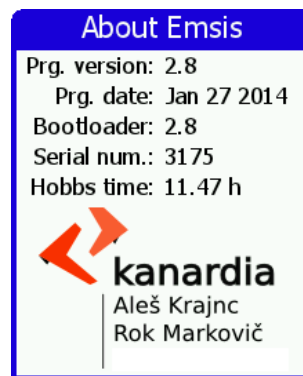 About Emsis
Prg. version: 2.8
Prg. date: Jan 27 2014
Bootloader: 2.8
Serial num.: 3175
Hobbs time: 11.47 h
kanardia
Aleš Krajnc
Rok Markovič